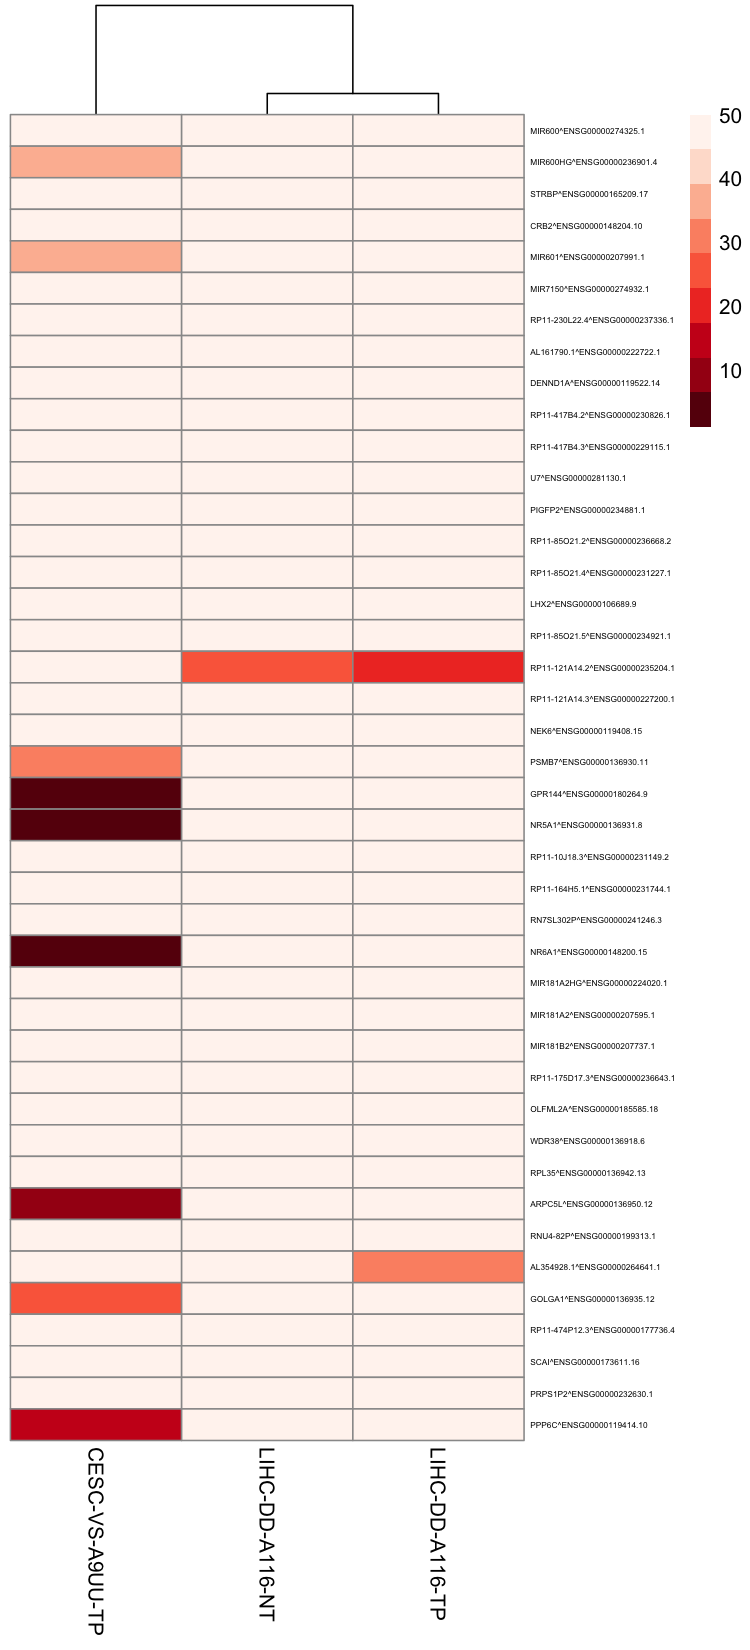 MIR600^ENSG00000274325.1
MIR600HG^ENSG00000236901.4
STRBP^ENSG00000165209.17
CRB2^ENSG00000148204.10
MIR601^ENSG00000207991.1
MIR7150^ENSG00000274932.1
RP11-230L22.4^ENSG00000237336.1
AL161790.1^ENSG00000222722.1
DENND1A^ENSG00000119522.14
RP11-417B4.2^ENSG00000230826.1
RP11-417B4.3^ENSG00000229115.1
U7^ENSG00000281130.1
PIGFP2^ENSG00000234881.1
RP11-85O21.2^ENSG00000236668.2
RP11-85O21.4^ENSG00000231227.1
LHX2^ENSG00000106689.9
RP11-85O21.5^ENSG00000234921.1
RP11-121A14.2^ENSG00000235204.1
RP11-121A14.3^ENSG00000227200.1
NEK6^ENSG00000119408.15
PSMB7^ENSG00000136930.11
GPR144^ENSG00000180264.9
NR5A1^ENSG00000136931.8
RP11-10J18.3^ENSG00000231149.2
RP11-164H5.1^ENSG00000231744.1
RN7SL302P^ENSG00000241246.3
NR6A1^ENSG00000148200.15
MIR181A2HG^ENSG00000224020.1
MIR181A2^ENSG00000207595.1
MIR181B2^ENSG00000207737.1
RP11-175D17.3^ENSG00000236643.1
OLFML2A^ENSG00000185585.18
WDR38^ENSG00000136918.6
RPL35^ENSG00000136942.13
ARPC5L^ENSG00000136950.12
RNU4-82P^ENSG00000199313.1
AL354928.1^ENSG00000264641.1
GOLGA1^ENSG00000136935.12
RP11-474P12.3^ENSG00000177736.4
SCAI^ENSG00000173611.16
PRPS1P2^ENSG00000232630.1
PPP6C^ENSG00000119414.10
50
40
30
20
10
CESC-VS-A9UU-TP
LIHC-DD-A116-NT
LIHC-DD-A116-TP